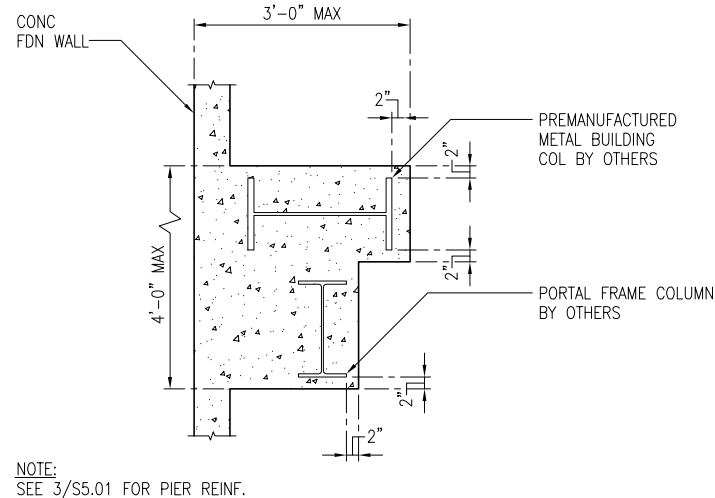 CONC
FDN WALL
3'-0" MAX
2"
PREMANUFACTURED
METAL BUILDING
COL BY OTHERS
2"
2"
4'-0" MAX
PORTAL FRAME COLUMN
BY OTHERS
2"
2"
NOTE:
SEE 3/S5.01 FOR PIER REINF.